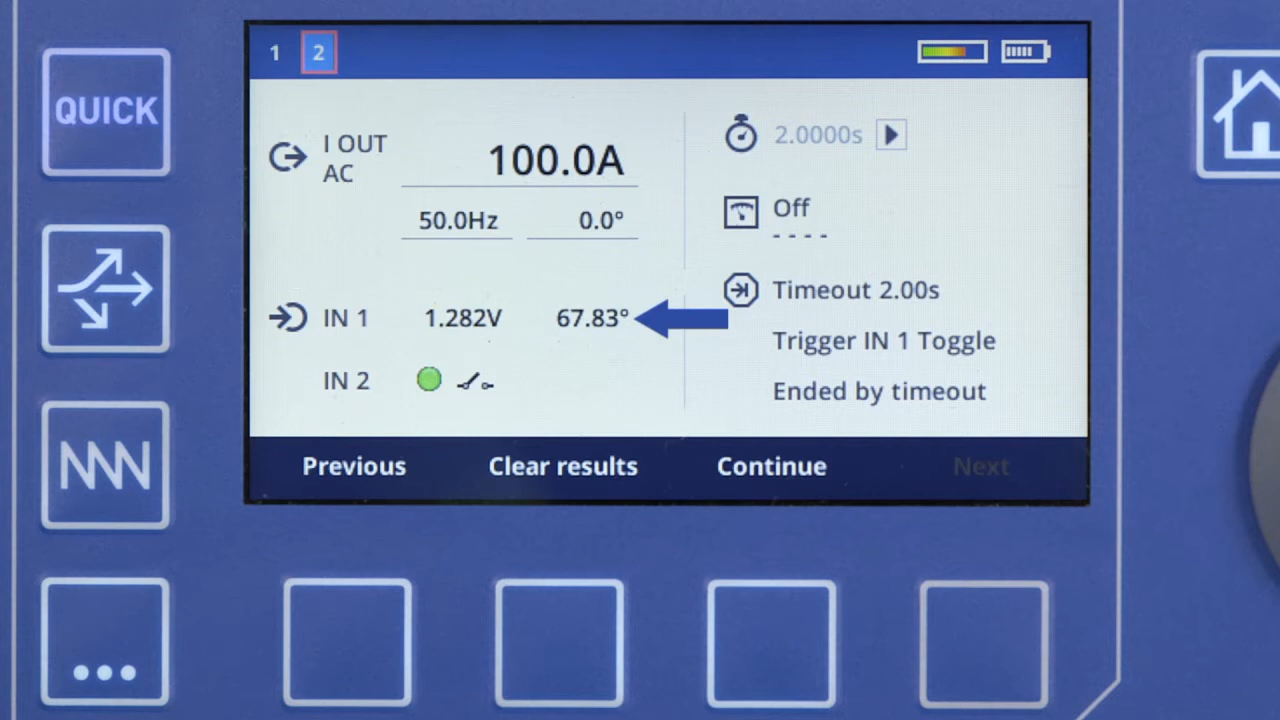 QUICK
1 2
I OUT
AC
100.0A
50.0Hz 0.0°
IN 1 1.282V 67.83°
IN 2
2.0000s
Off
- - - -
Timeout 2.00s
Trigger IN 1 Toggle
Ended by timeout
Previous Clear results Continue Next